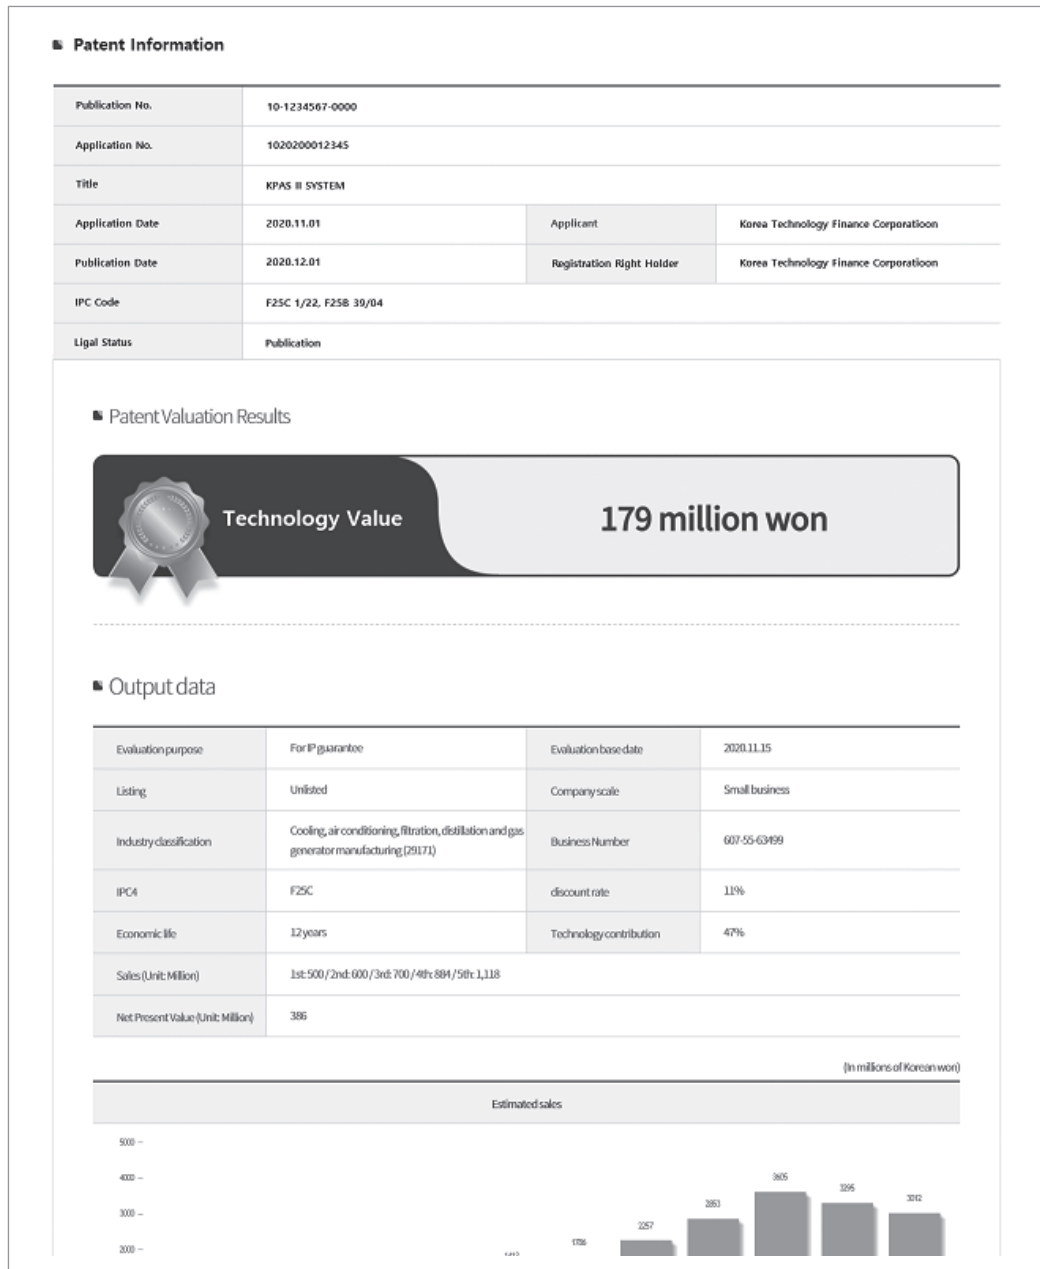 Patent Information
Publication No. 10-1234567-0000
Application No. 1020200012345
Title KPAS II SYSTEM
Application Date 2020.11.01 Applicant Korea Technology Finance Corporatioon
Publication Date 2020.12.01 Registration Right Holder Korea Technology Finance Corporatioon
IPC Code F25C 1/22, F25B 39/04
Ligal Status Publication
Patent Valuation Results
Technology Value 179 million won
Output data
Evaluation purpose For IP guarantee Evaluation base date 2020.11.15
Listing Unlisted Company scale Small business
Industry classification Cooling, air conditioning, filtration, distillation and gas
generator manufacturing (29171) Business Number 607-55-63499
IPC4 F25C discount rate 11%
Economic life 12 years Technology contribution 47%
Sales (Unit: Million) 1st: 500 / 2nd: 600 / 3rd: 700 / 4th: 884 / 5th: 1,118
Net Present Value (Unit: Million) 386
(In millions of Korean won)
Estimated sales
5000
4000
3000
2000
1786
2257
2853
3605
3295
3012